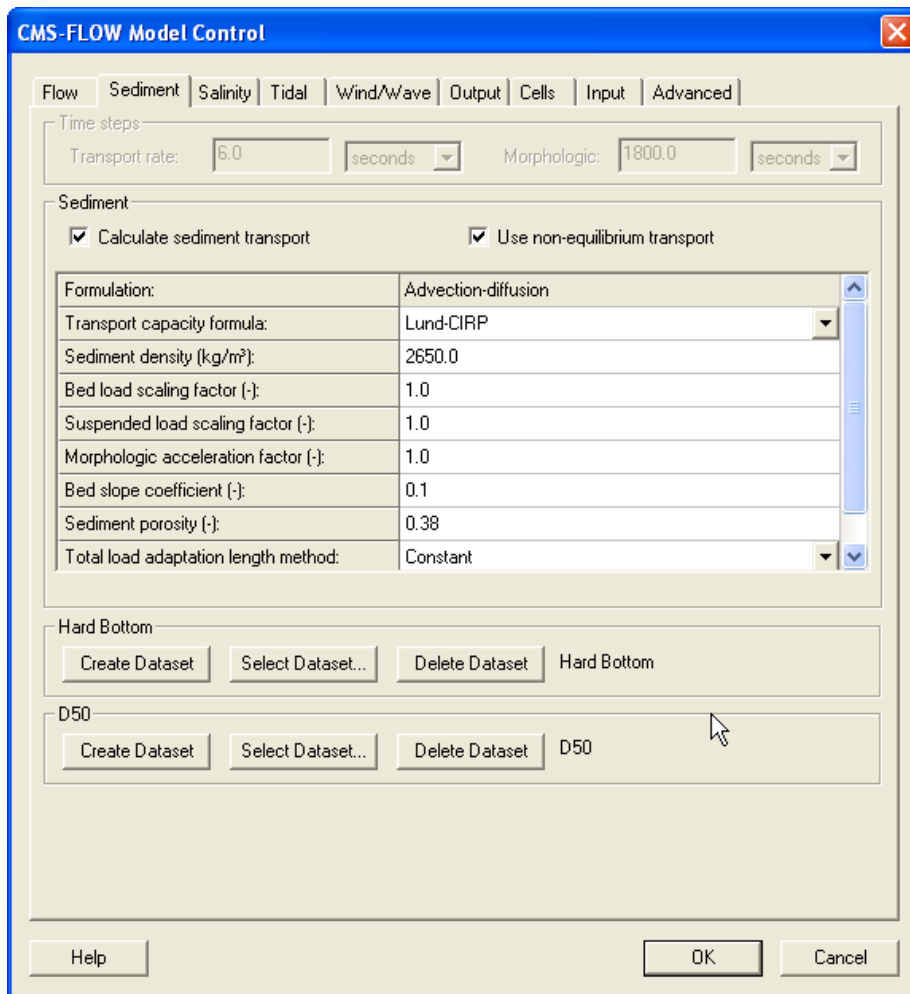 CMS-FLOW Model Control
Flow Sediment Salinity Tidal Wind/Wave Output Cells Input Advanced
Time steps
Transport rate: 6.0 seconds Morphologic: 1800.0 seconds
Sediment
Calculate sediment transport Use non-equilibrium transport
Formulation: Advection-diffusion
Transport capacity formula: Lund-CIRP
Sediment density (kg/m³): 2650.0
Bed load scaling factor (-): 1.0
Suspended load scaling factor (-): 1.0
Morphologic acceleration factor (-): 1.0
Bed slope coefficient (-): 0.1
Sediment porosity (-): 0.38
Total load adaptation length method: Constant
Hard Bottom
Create Dataset Select Dataset... Delete Dataset Hard Bottom
D50
Create Dataset Select Dataset... Delete Dataset D50
Help OK Cancel